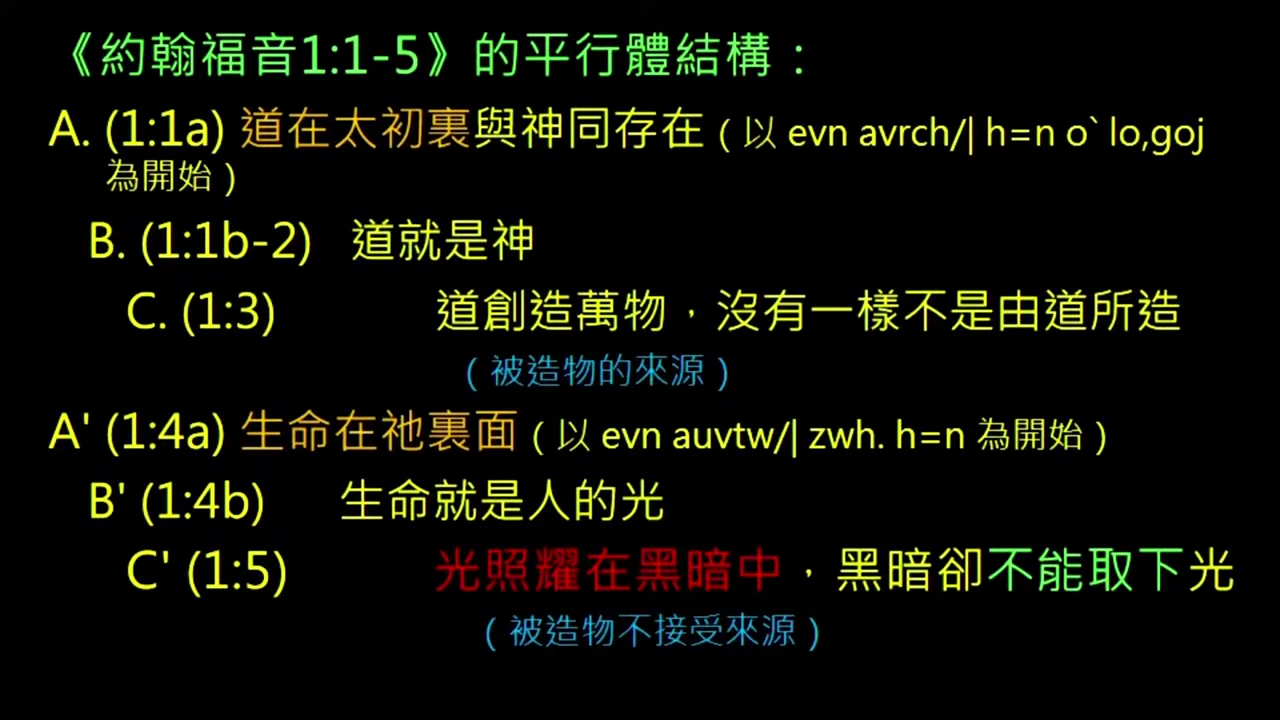 《約翰福音1:1-5》的平行體結構：
A. (1:1a) 道在太初裏與神同存在（以 evn avrch/| h=n o` lo,goj
為開始）
B. (1:1b-2) 道就是神
C. (1:3) 道創造萬物，沒有一樣不是由道所造
（被造物的來源）
A' (1:4a) 生命在祂裏面（以 evn auvtw/| zwh. h=n 為開始）
B' (1:4b) 生命就是人的光
C' (1:5) 光照耀在黑暗中，黑暗卻不能取下光
（被造物不接受來源）